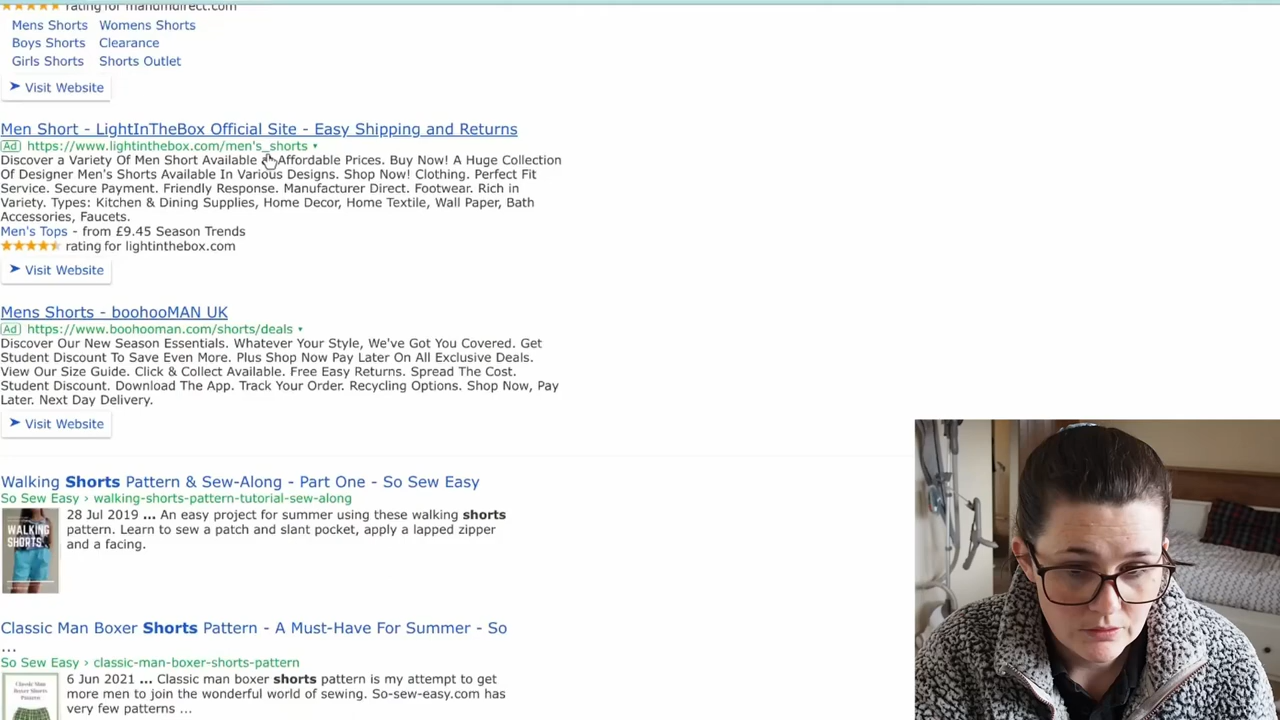 rating for mandmdirect.com
Mens Shorts Womens Shorts
Boys Shorts Clearance
Girls Shorts Shorts Outlet
Visit Website
Men Short - LightInTheBox Official Site - Easy Shipping and Returns
Ad https://www.lightinthebox.com/men's_shorts
Discover a Variety Of Men Short Available Affordable Prices. Buy Now! A Huge Collection
Of Designer Men's Shorts Available In Various Designs. Shop Now! Clothing. Perfect Fit
Service. Secure Payment. Friendly Response. Manufacturer Direct. Footwear. Rich in
Variety. Types: Kitchen & Dining Supplies, Home Decor, Home Textile, Wall Paper, Bath
Accessories, Faucets.
Men's Tops - from £9.45 Season Trends
rating for lightinthebox.com
Visit Website
Mens Shorts - boohooMAN UK
Ad https://www.boohooman.com/shorts/deals
Discover Our New Season Essentials. Whatever Your Style, We've Got You Covered. Get
Student Discount To Save Even More. Plus Shop Now Pay Later On All Exclusive Deals.
View Our Size Guide. Click & Collect Available. Free Easy Returns. Spread The Cost.
Student Discount. Download The App. Track Your Order. Recycling Options. Shop Now, Pay
Later. Next Day Delivery.
Visit Website
Walking Shorts Pattern & Sew-Along - Part One - So Sew Easy
So Sew Easy › walking-shorts-pattern-tutorial-sew-along
28 Jul 2019 ... An easy project for summer using these walking shorts
pattern. Learn to sew a patch and slant pocket, apply a lapped zipper
and a facing.
WALKING
SHORTS
Classic Man Boxer Shorts Pattern - A Must-Have For Summer - So
...
So Sew Easy › classic-man-boxer-shorts-pattern
6 Jun 2021 ... Classic man boxer shorts pattern is my attempt to get
more men to join the wonderful world of sewing. So-sew-easy.com has
very few patterns ...
Classic Man
Boxer Shorts
Pattern